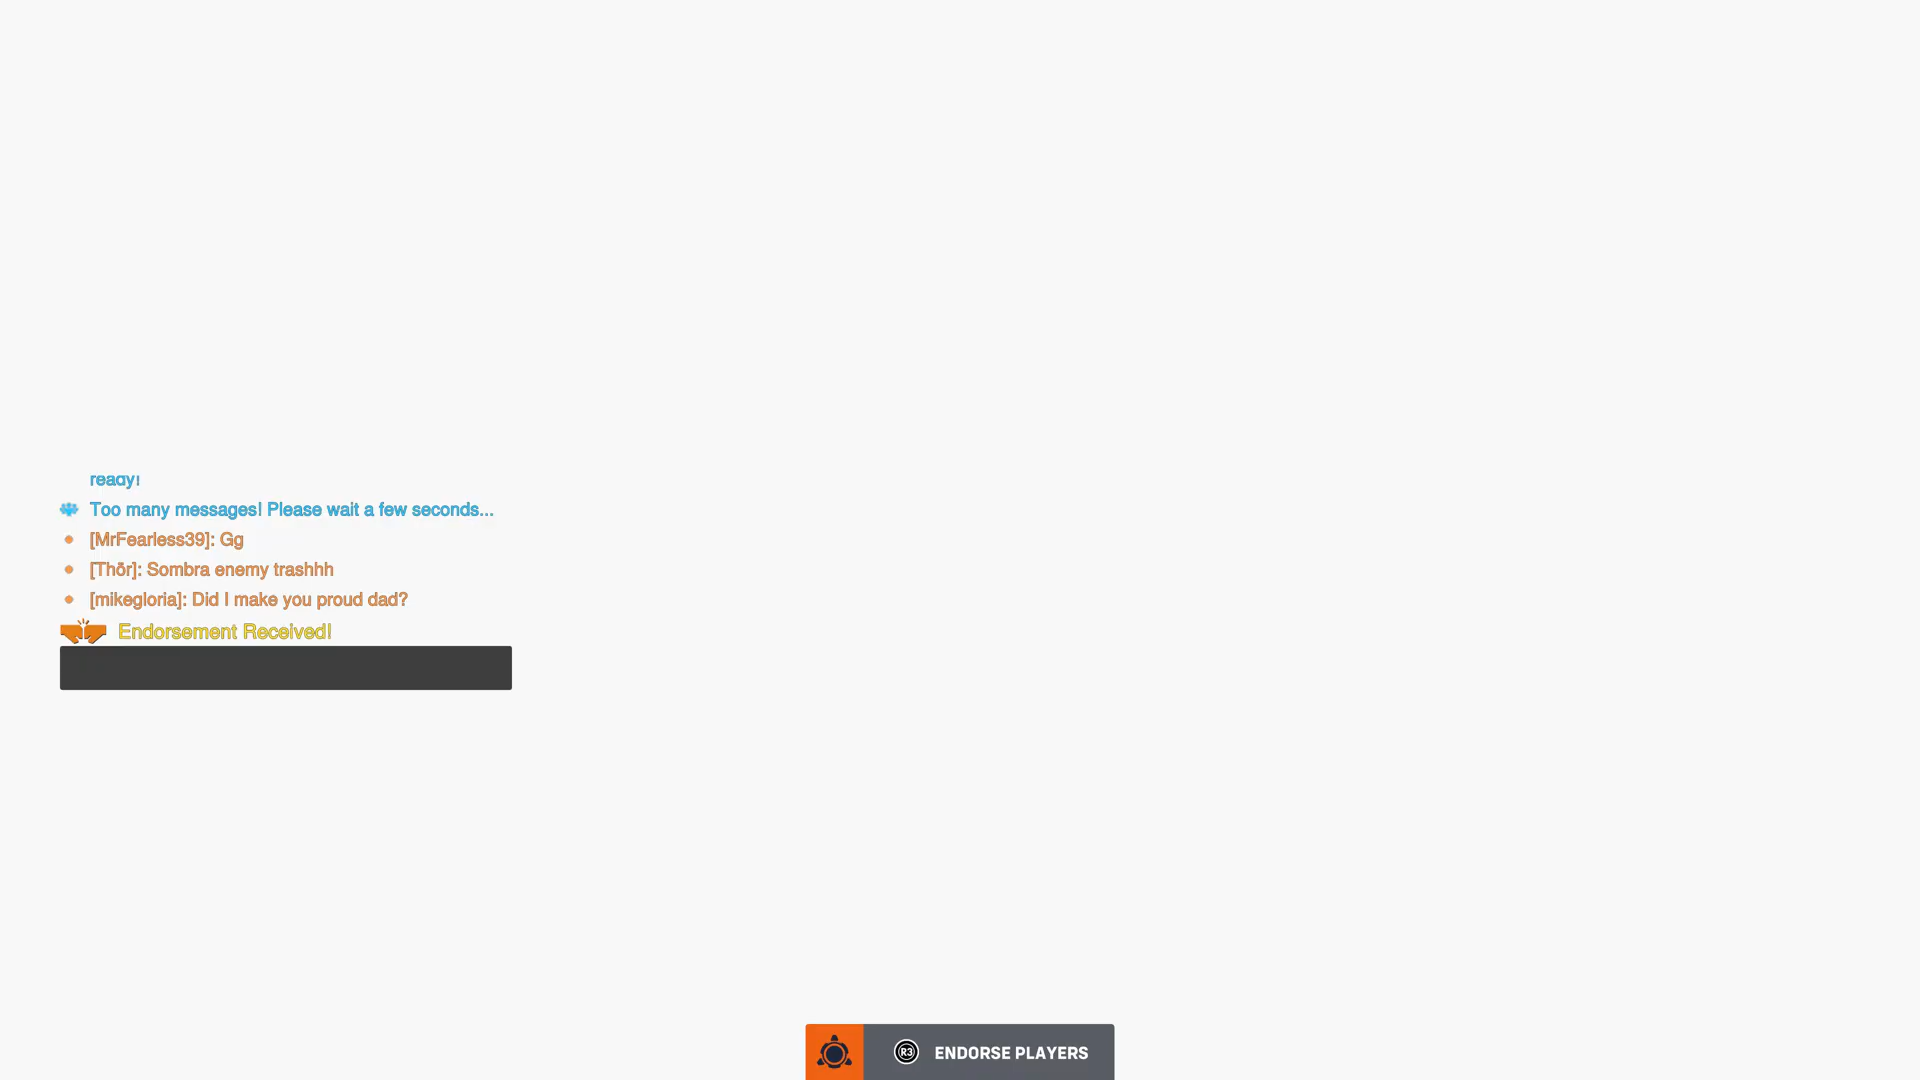 ready!
Too many messages! Please wait a few seconds...
[MrFearless39]: Gg
[Thör]: Sombra enemy trashhh
[mikegloria]: Did I make you proud dad?
Endorsement Received!
R3 ENDORSE PLAYERS